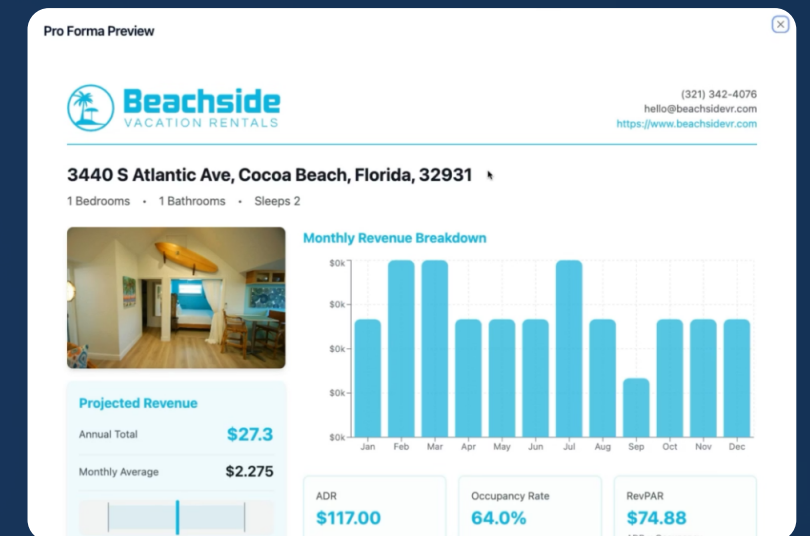 Pro Forma Preview
Beachside
VACATION RENTALS
(321) 342-4076
hello@beachsidevr.com
https://www.beachsidevr.com
3440 S Atlantic Ave, Cocoa Beach, Florida, 32931
1 Bedrooms • 1 Bathrooms • Sleeps 2
Monthly Revenue Breakdown
$0k
$0k
$0k
$0k
$0k
Jan Feb Mar Apr May Jun Jul Aug Sep Oct Nov Dec
Projected Revenue
Annual Total $27.3
Monthly Average $2.275
ADR
$117.00
Occupancy Rate
64.0%
RevPAR
$74.88